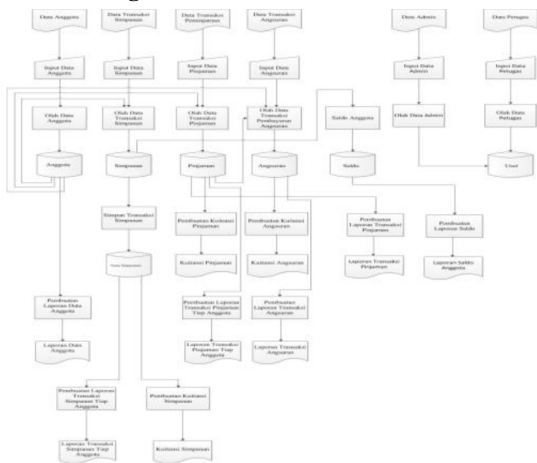 Data Anggota
Data Transaksi
Simpanan
Data Transaksi
Peminjaman
Data Transaksi
Angsuran
Data Admin
Data Petugas
Input Data
Anggota
Input Data
Simpanan
Input Data
Pinjaman
Input Data
Angsuran
Input Data
Admin
Input Data
Petugas
Olah Data
Anggota
Olah Data
Transaksi
Simpanan
Olah Data
Transaksi
Pinjaman
Olah Data
Transaksi
Pembayaran
Angsuran
Saldo Anggota
Olah Data Admin
Olah Data
Petugas
Anggota
Simpanan
Pinjaman
Angsuran
Saldo
User
Simpan Transaksi
Simpanan
Pembuatan Kuitansi
Pinjaman
Pembuatan Kuitansi
Angsuran
Pembuatan
Laporan Transaksi
Pinjaman
Pembuatan
Laporan Saldo
Kuitansi Pinjaman
Kuitansi Angsuran
Laporan Transaksi
Pinjaman
Laporan Saldo
Anggota
Simpanan
Pembuatan
Laporan Data
Anggota
Pembuatan Laporan
Transaksi Pinjaman
Tiap Anggota
Pembuatan
Laporan Transaksi
Angsuran
Laporan Data
Anggota
Laporan Transaksi
Pinjaman Tiap
Anggota
Laporan Transaksi
Angsuran
Pembuatan Laporan
Transaksi
Simpanan Tiap
Anggota
Pembuatan Kuitansi
Simpanan
Laporan Transaksi
Simpanan Tiap
Anggota
Kuitansi Simpanan